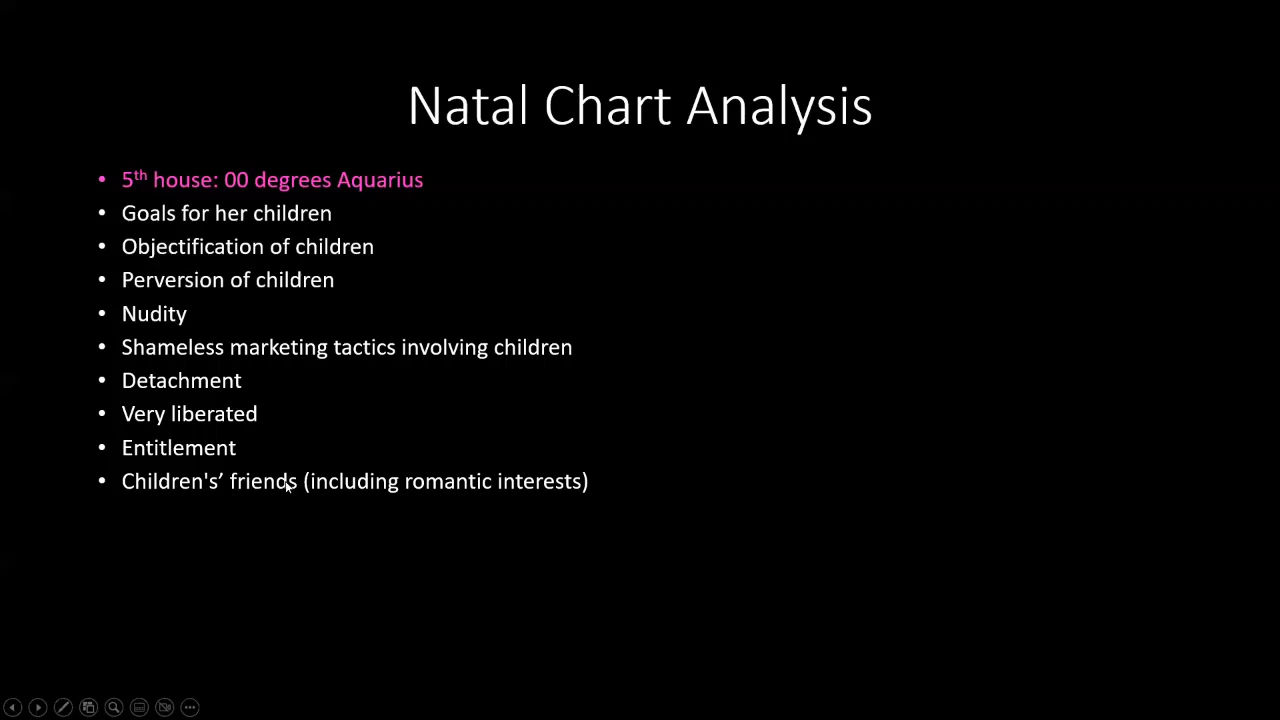 Natal Chart Analysis
• 5th house: 00 degrees Aquarius
• Goals for her children
• Objectification of children
• Perversion of children
• Nudity
• Shameless marketing tactics involving children
• Detachment
• Very liberated
• Entitlement
• Children's’ friends (including romantic interests)